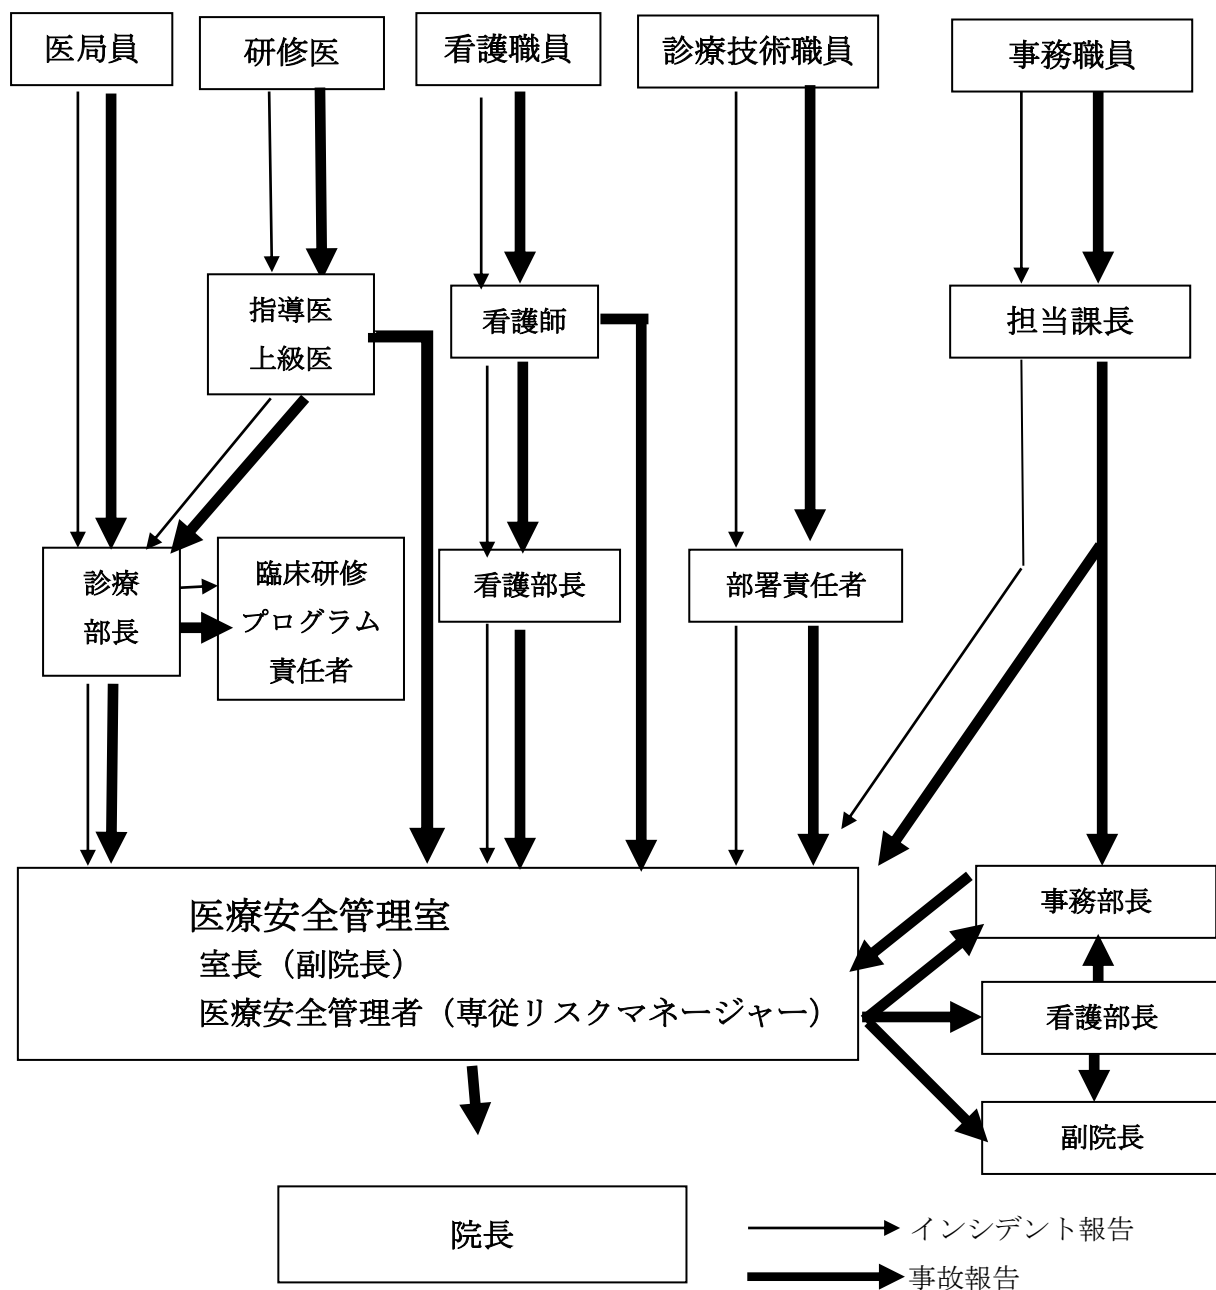 医局員
研修医
看護職員
診療技術職員
事務職員
指導医
上級医
看護師
担当課長
診療
部長
臨床研修
プログラム
責任者
看護部長
部署責任者
医療安全管理室
室長（副院長）
医療安全管理者（専従リスクマネージャー）
事務部長
看護部長
副院長
院長
インシデント報告
事故報告